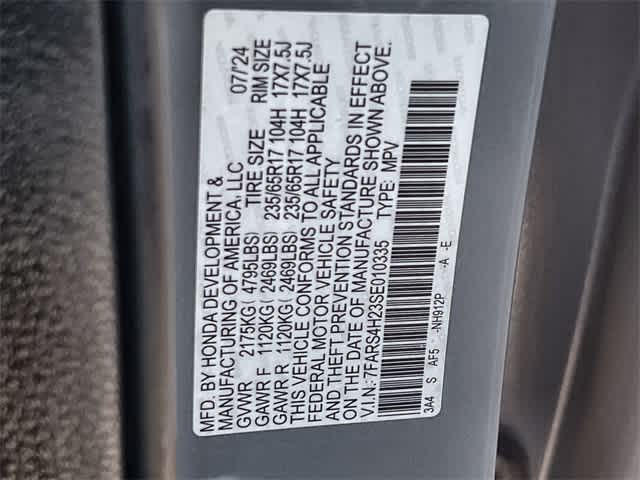 MFD. BY HONDA DEVELOPMENT &
MANUFACTURING OF AMERICA, LLC 07/24
GVWR 2175KG( 4795LBS) TIRE SIZE RIM SIZE
GAWR F 1120KG( 2469LBS) 235/65R17 104H 17X7.5J
GAWR R 1120KG( 2469LBS) 235/65R17 104H 17X7.5J
THIS VEHICLE CONFORMS TO ALL APPLICABLE
FEDERAL MOTOR VEHICLE SAFETY
AND THEFT PREVENTION STANDARDS IN EFFECT
ON THE DATE OF MANUFACTURE SHOWN ABOVE.
V.I.N.: 7FARS4H23SE010335 TYPE: MPV
3A4 S AF5 -NH912P -A -E